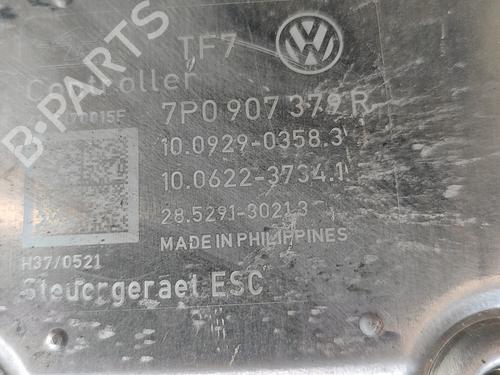 TF7
Controller
7P0 907 379 R
10.0929-0358.3
10.0622-3734.1
28.5291-3021.3
MADE IN PHILIPPINES
H37/0521
Steuergeraet ESC
B-PARTS